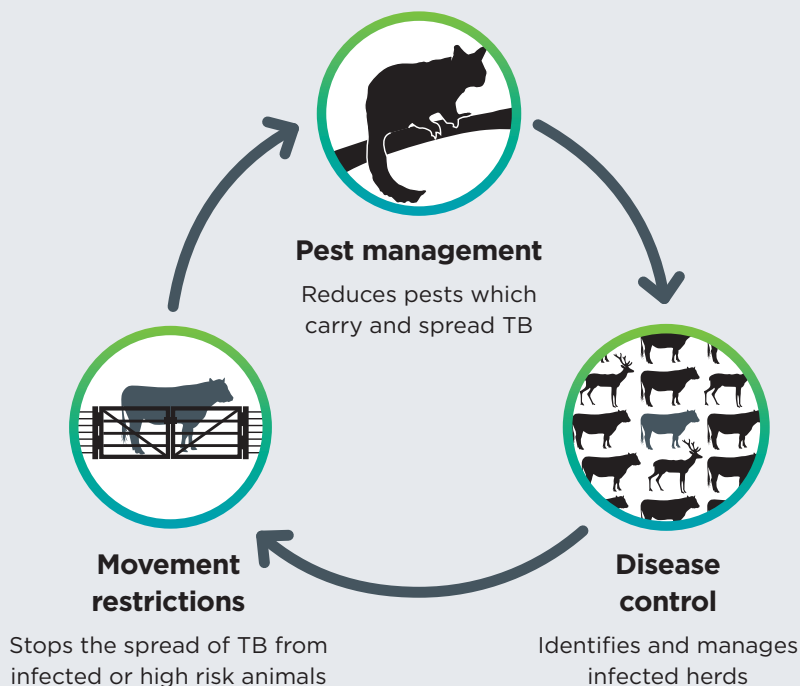 Pest management
Reduces pests which
carry and spread TB
Movement
restrictions
Stops the spread of TB from
infected or high risk animals
Disease
control
Identifies and manages
infected herds